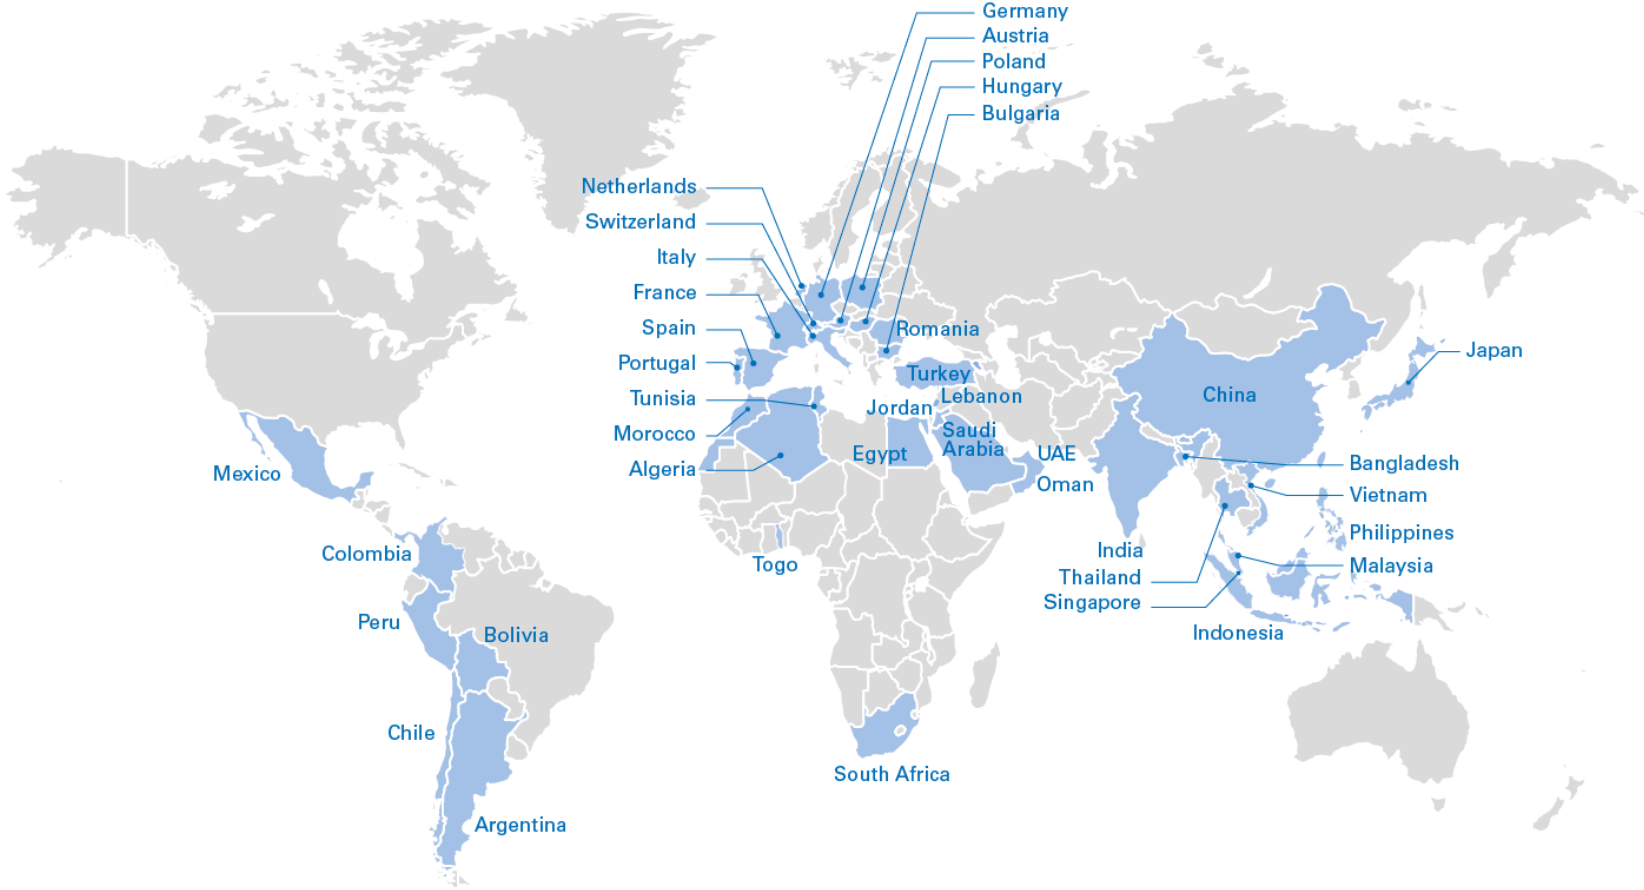 Germany
Austria
Poland
Hungary
Bulgaria
Netherlands
Switzerland
Italy
France
Spain
Portugal
Tunisia
Morocco
Algeria
Romania
Turkey
Lebanon
Jordan
Saudi
Arabia
Egypt
UAE
Oman
China
Japan
Bangladesh
Vietnam
Philippines
Malaysia
India
Thailand
Singapore
Indonesia
Mexico
Colombia
Peru
Bolivia
Chile
Argentina
Togo
South Africa